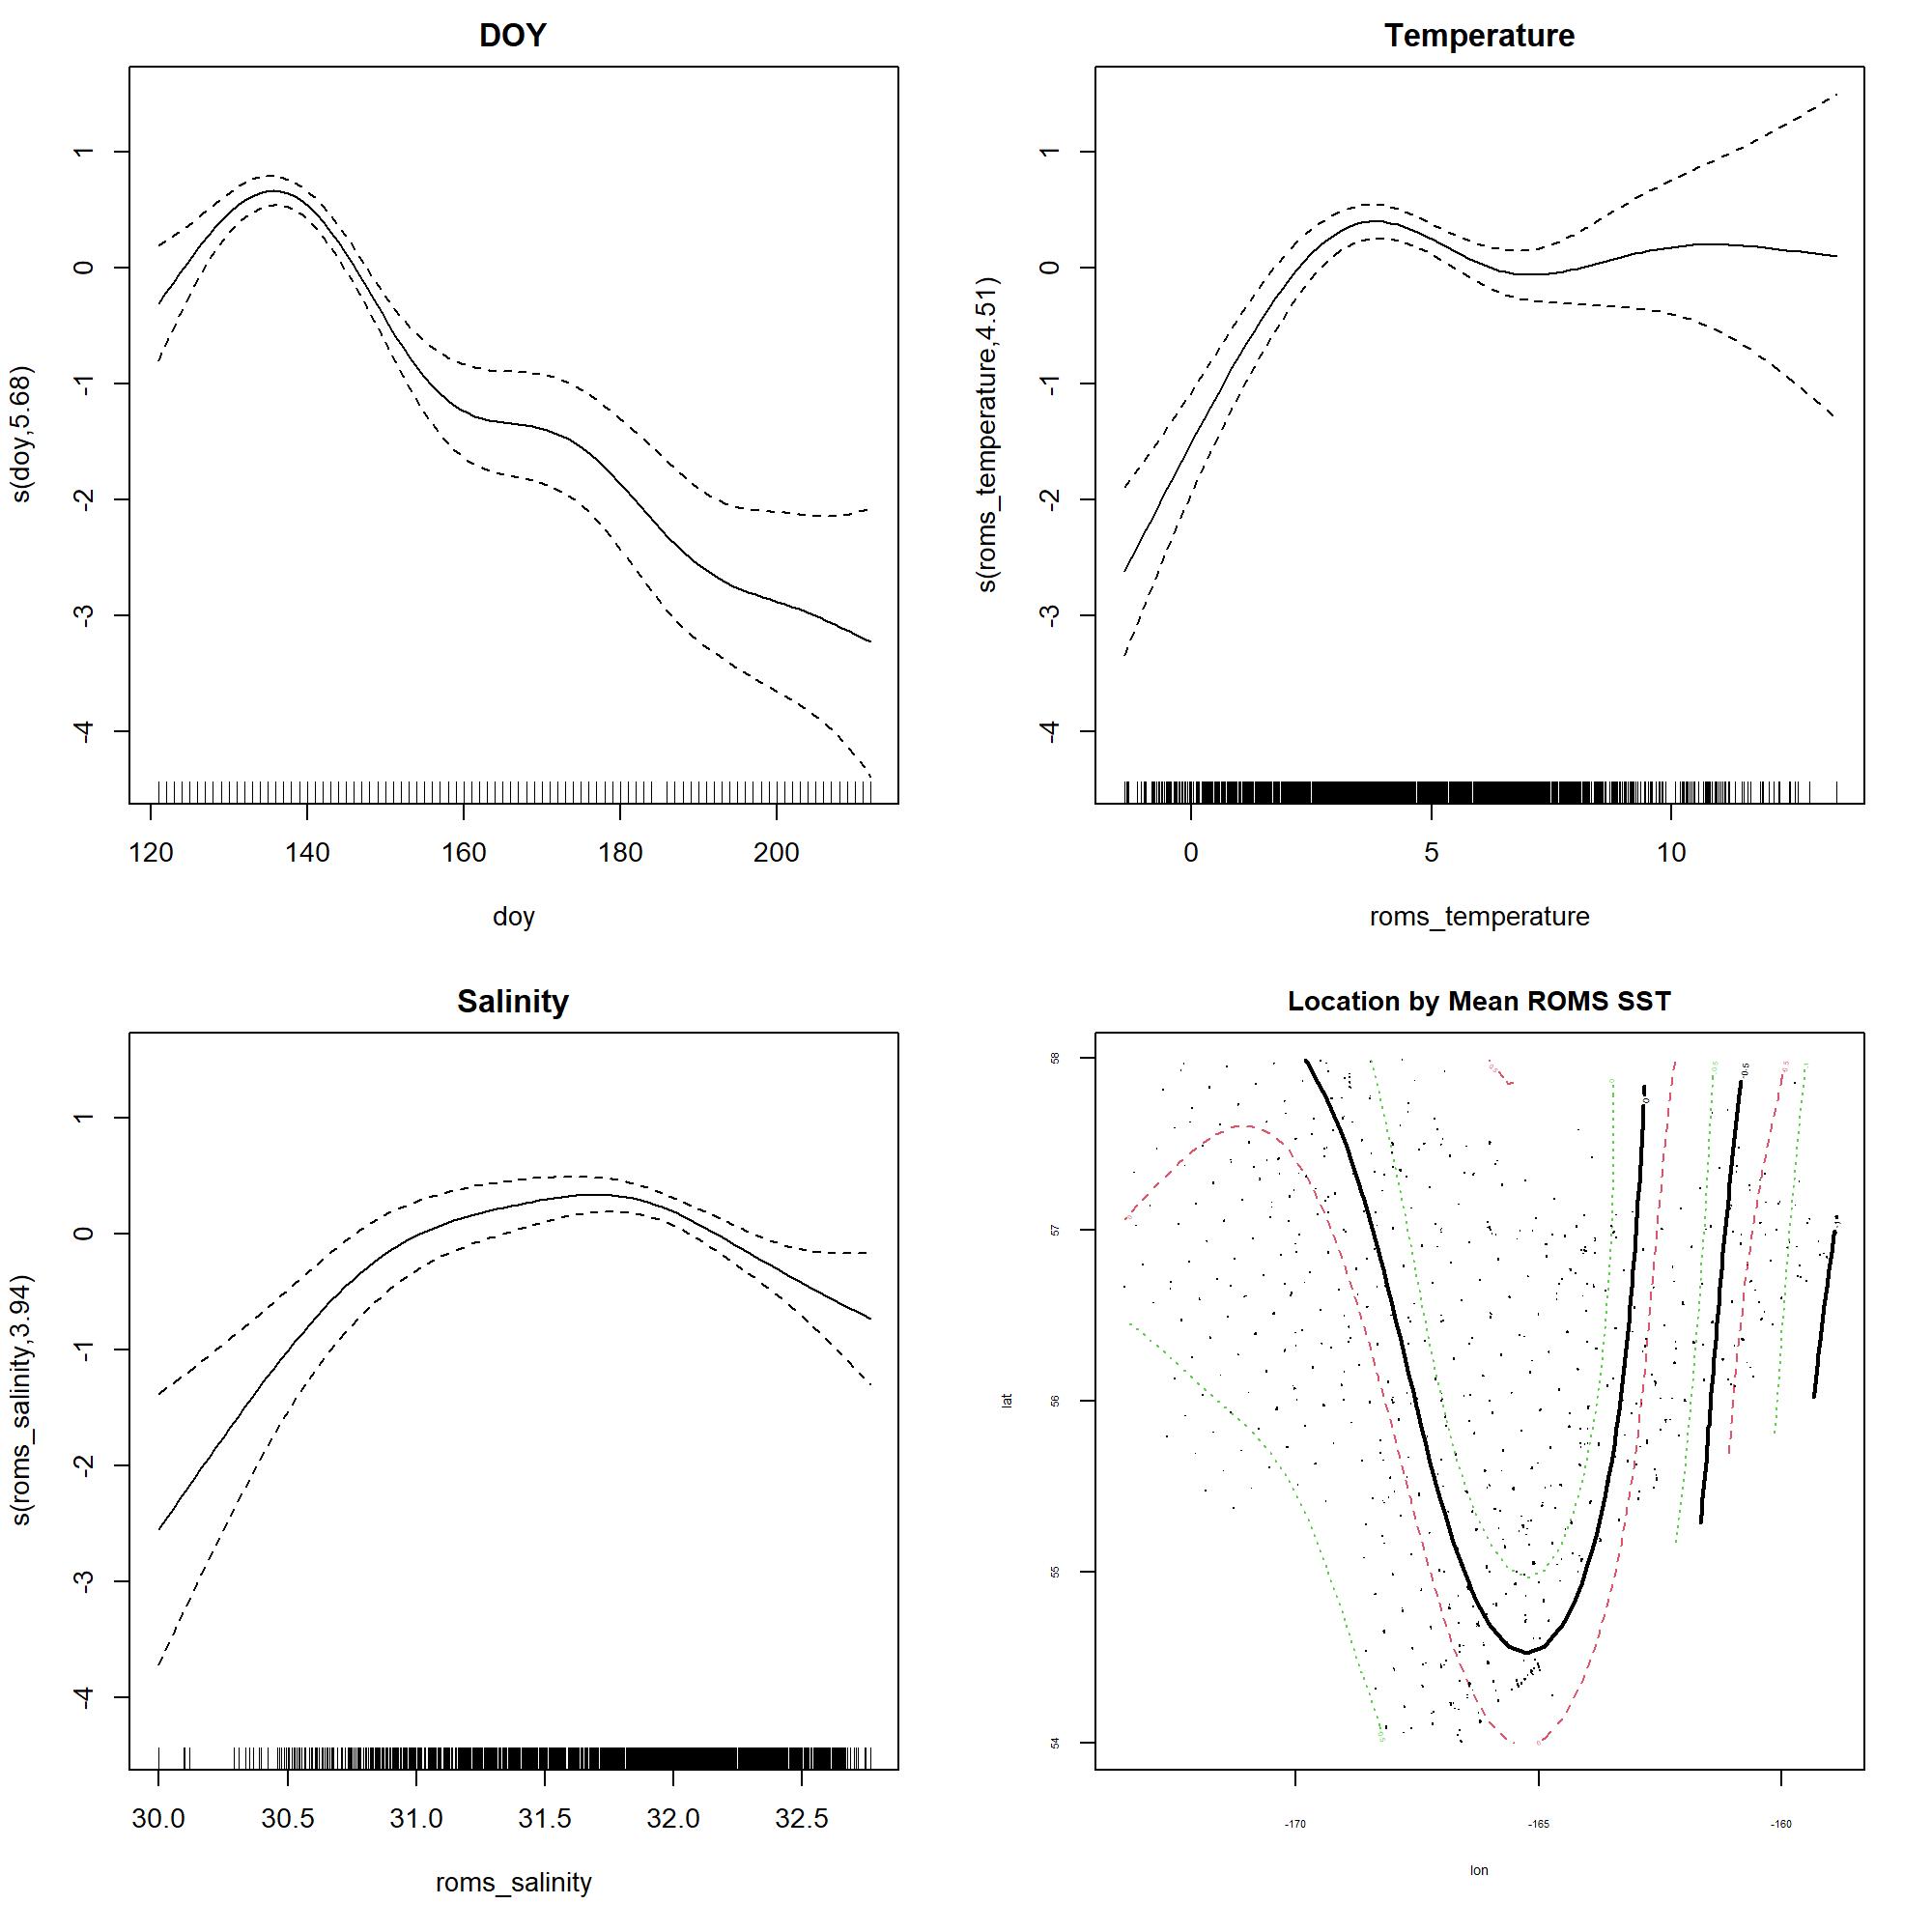 DOY
s(doy,5.68)
1
0
-1
-2
-3
-4
120 140 160 180 200
doy
Temperature
s(roms_temperature,4.51)
1
0
-1
-2
-3
-4
0 5 10
roms_temperature
Salinity
s(roms_salinity,3.94)
1
0
-1
-2
-3
-4
30.0 30.5 31.0 31.5 32.0 32.5
roms_salinity
Location by Mean ROMS SST
lat
58
57
56
55
54
-170 -165 -160
lon